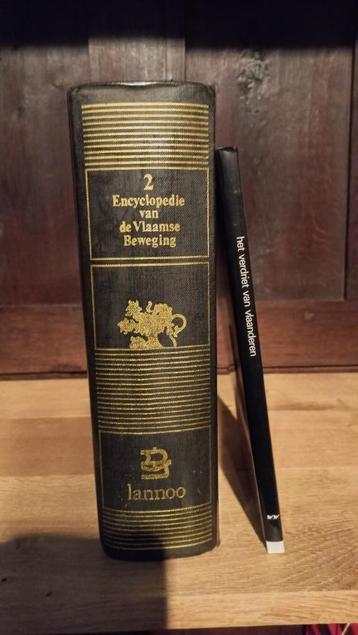 2
Encyclopedie
van
de Vlaamse
Beweging
lannoo
het verdriet van vlaanderen